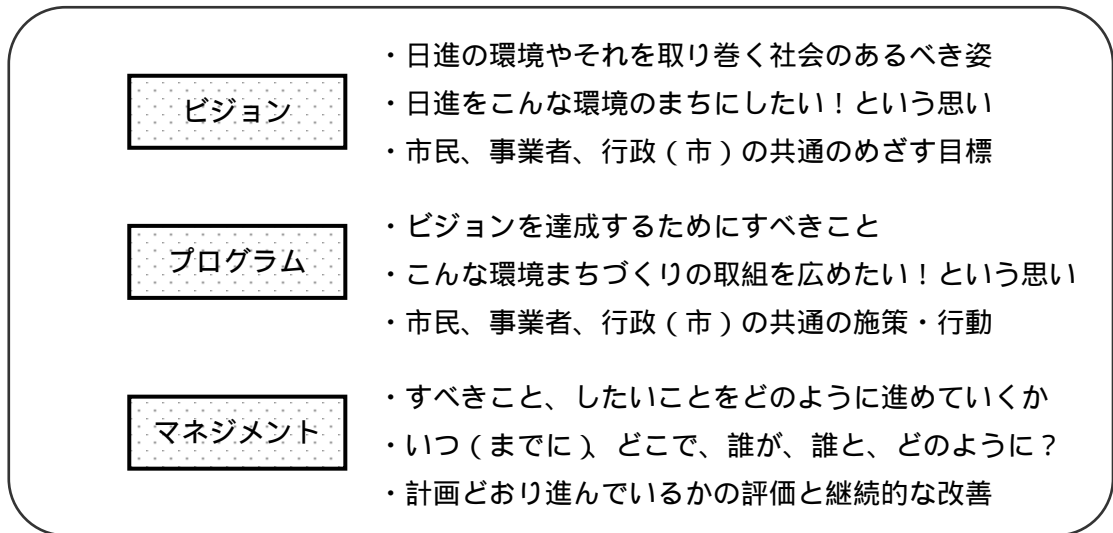 ビジョン
・日進の環境やそれを取り巻く社会のあるべき姿
・日進をこんな環境のまちにしたい！という思い
・市民、事業者、行政（市）の共通のめざす目標
プログラム
・ビジョンを達成するためにすべきこと
・こんな環境まちづくりの取組を広めたい！という思い
・市民、事業者、行政（市）の共通の施策・行動
マネジメント
・すべきこと、したいことをどのように進めていくか
・いつ（までに）、どこで、誰が、誰と、どのように？
・計画どおり進んでいるかの評価と継続的な改善